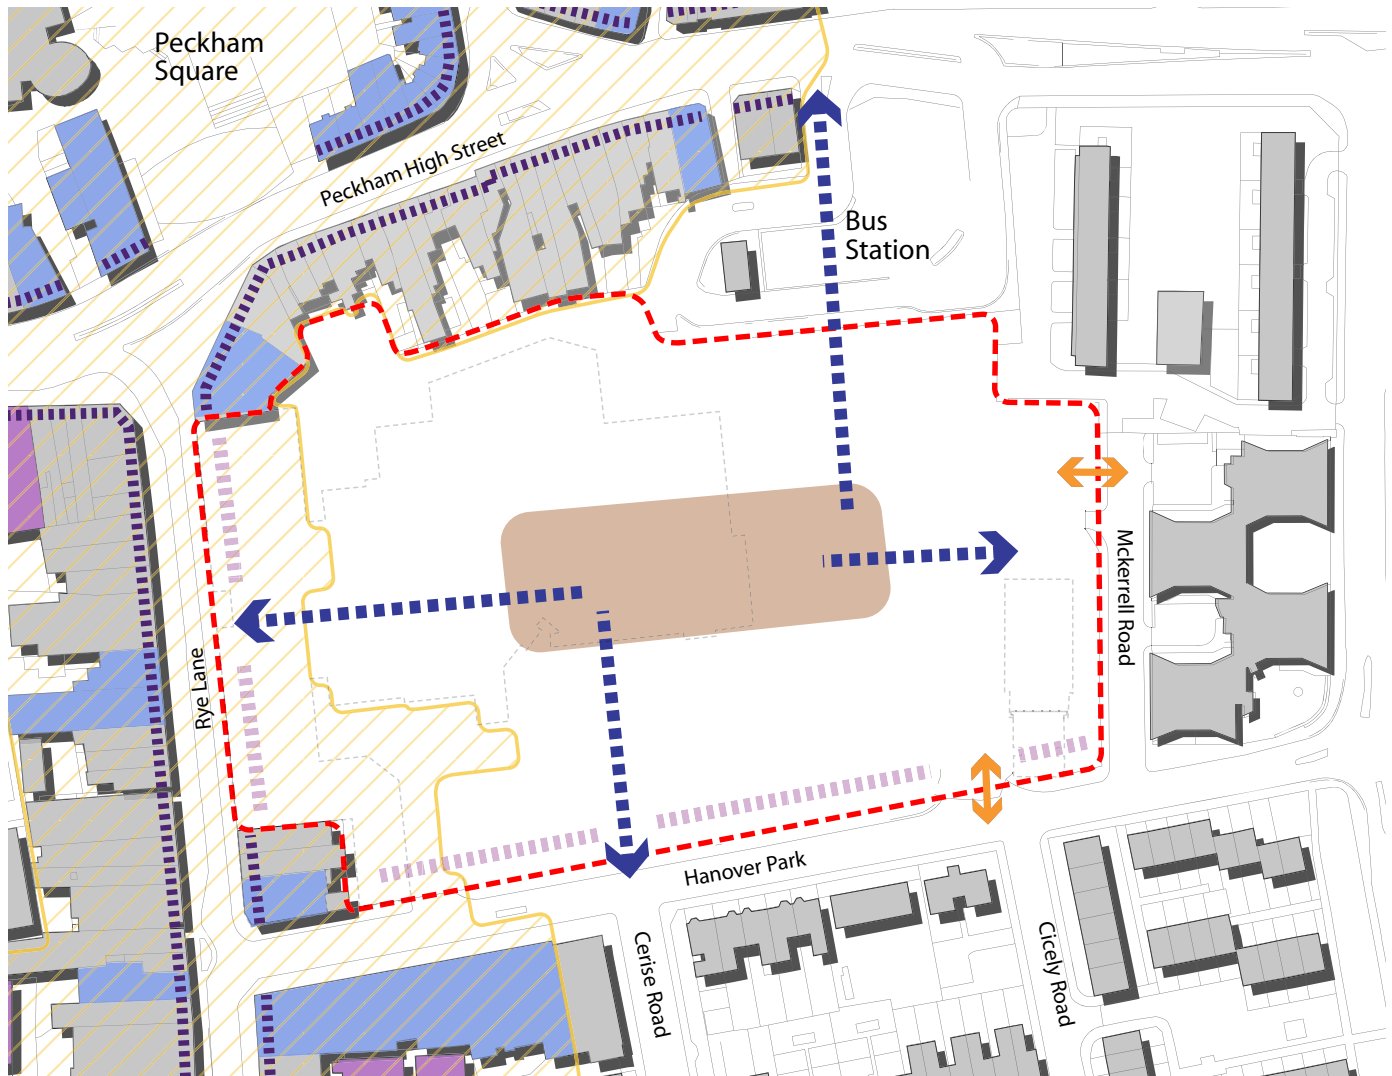 Peckham
Square
Peckham High Street
Bus
Station
Mckerrell Road
Rye Lane
Hanover Park
Cerise Road
Cicely Road